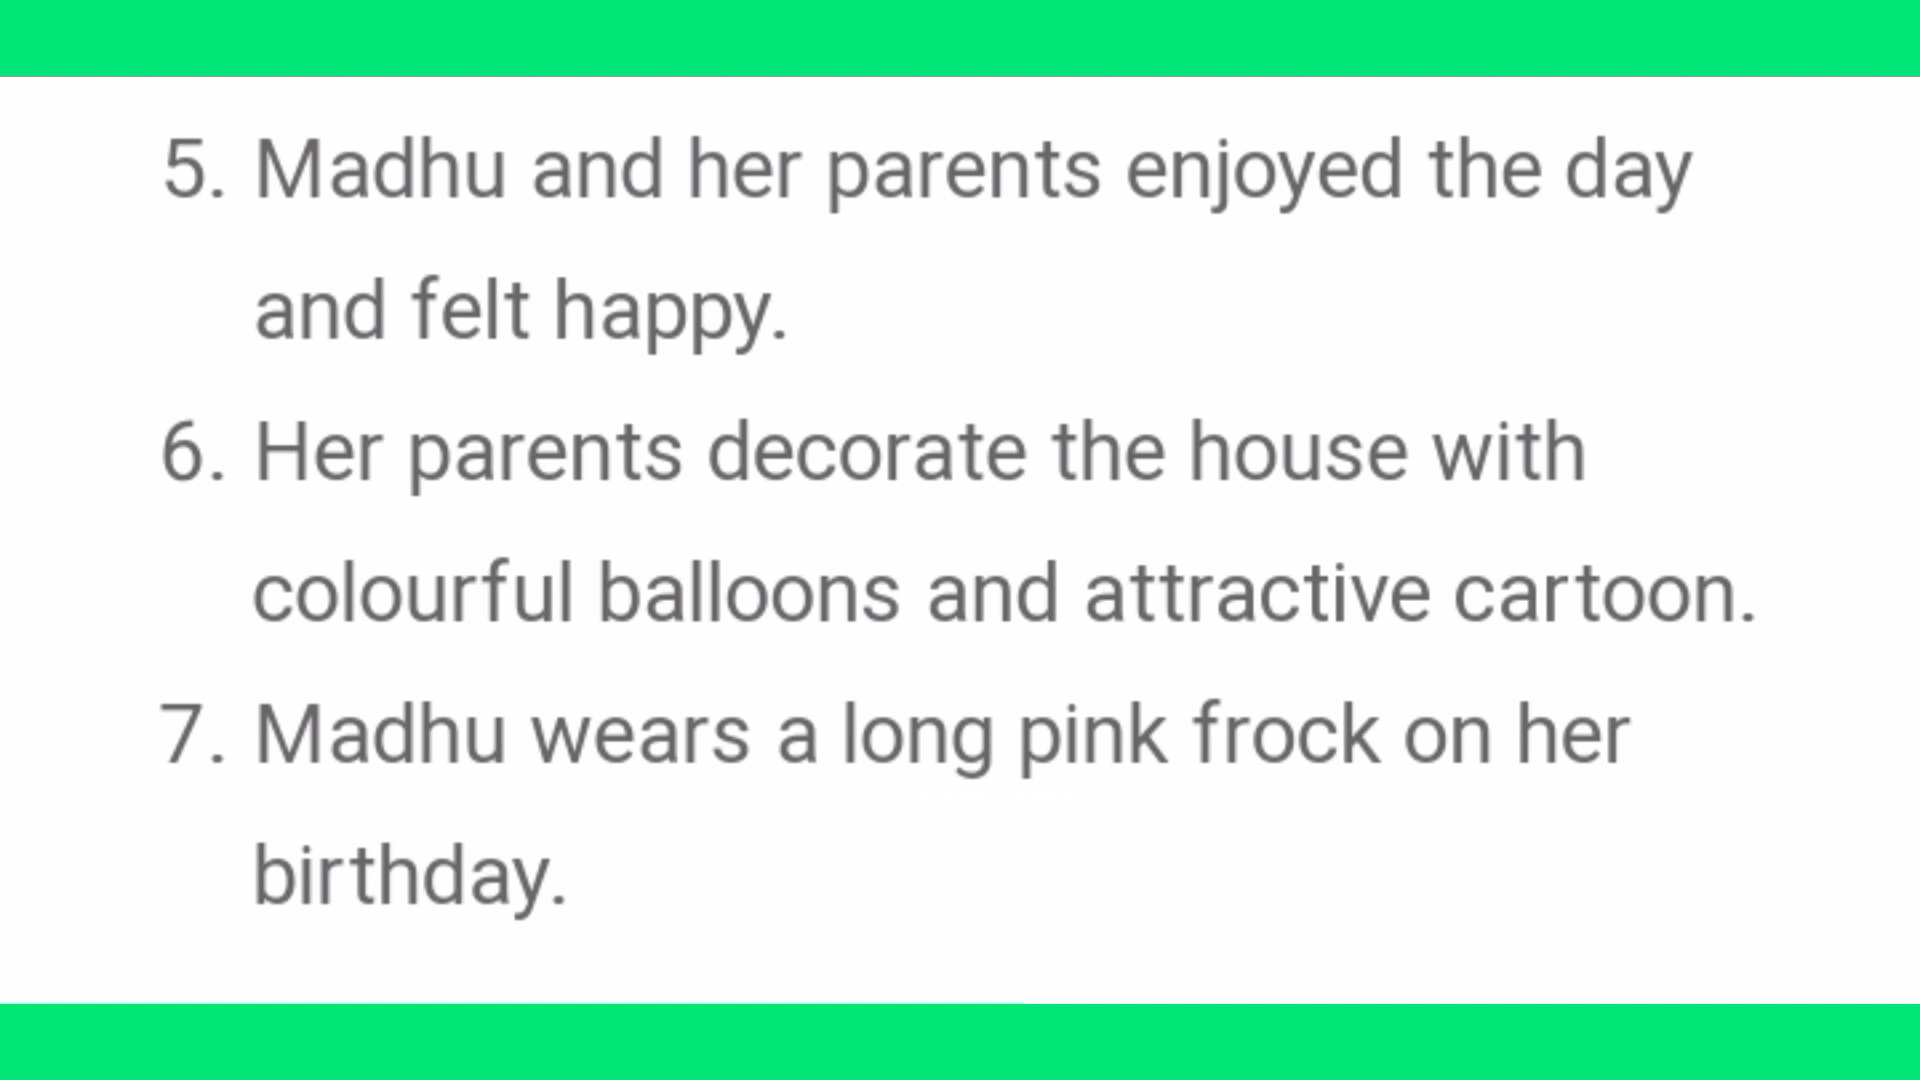 5. Madhu and her parents enjoyed the day
and felt happy.
6. Her parents decorate the house with
colourful balloons and attractive cartoon.
7. Madhu wears a long pink frock on her
birthday.